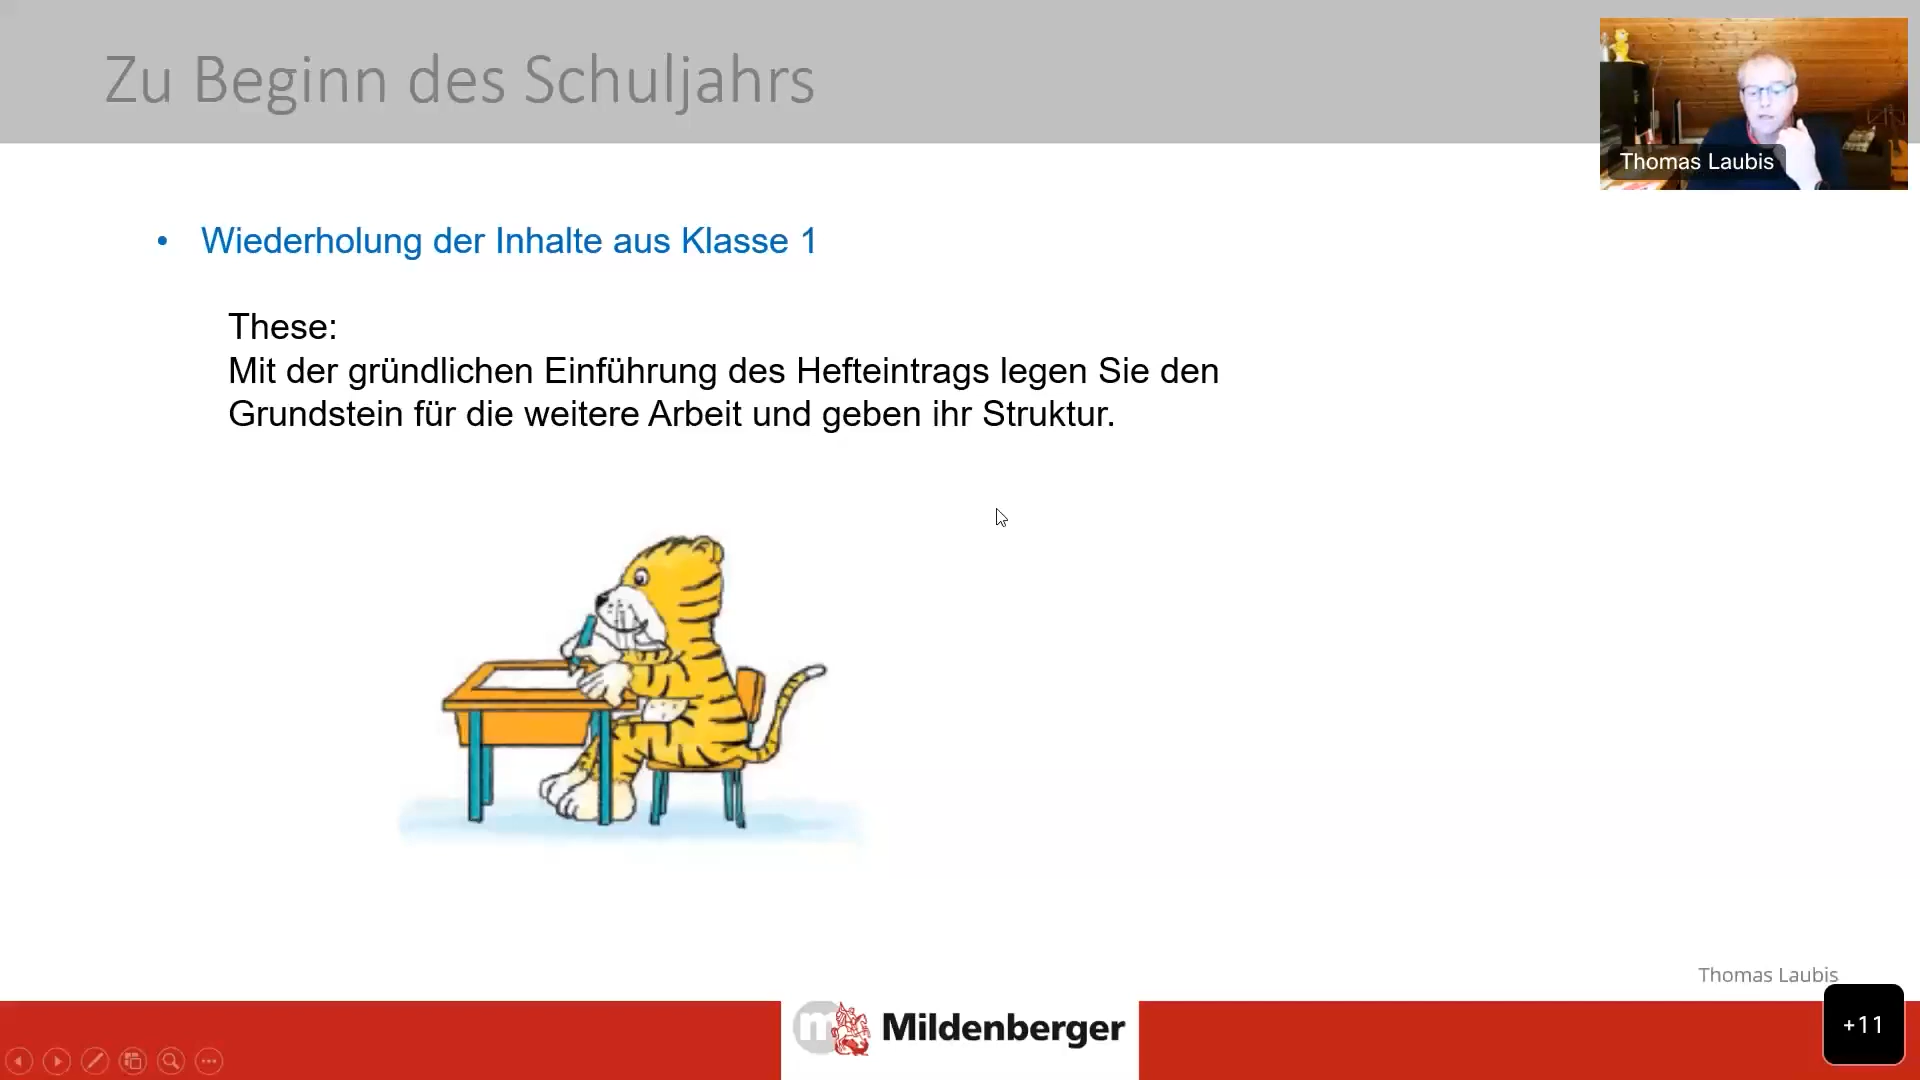 Zu Beginn des Schuljahrs
Thomas Laubis
• Wiederholung der Inhalte aus Klasse 1
These:
Mit der gründlichen Einführung des Hefteintrags legen Sie den
Grundstein für die weitere Arbeit und geben ihr Struktur.
Thomas Laubis
m Mildenberger
+11